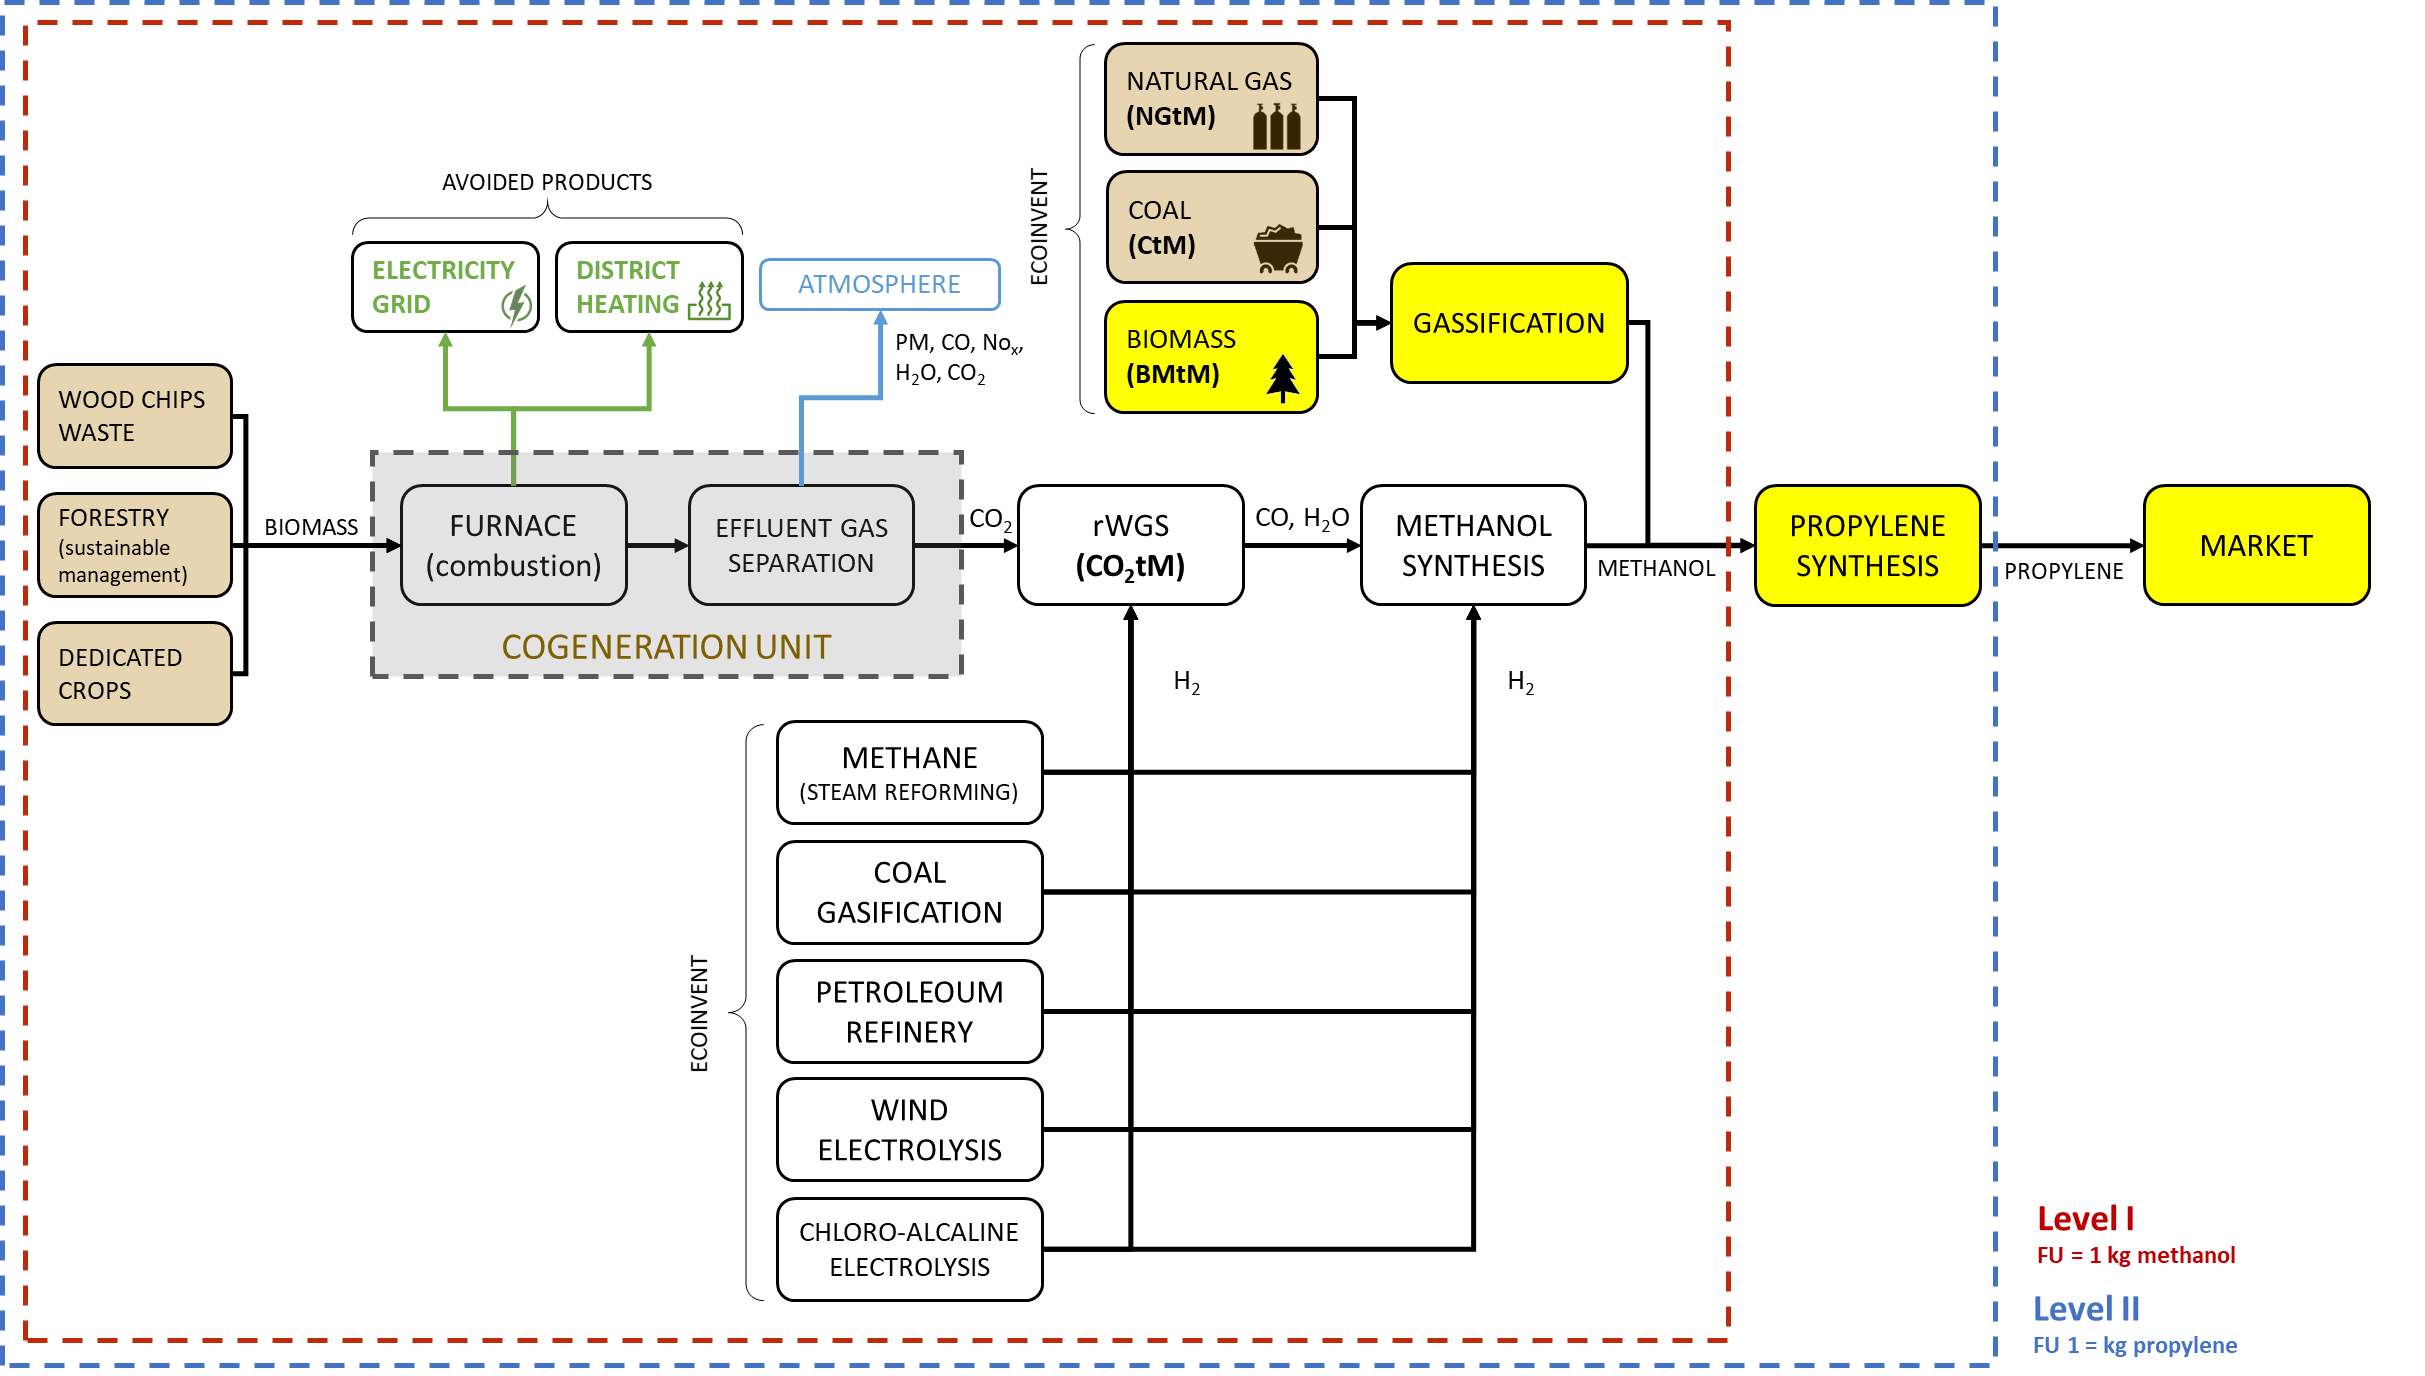 NATURAL GAS
(NGtM)
COAL
(CtM)
BIOMASS
(BMtM)
ECOINVENT
GASSIFICATION
AVOIDED PRODUCTS
ELECTRICITY
GRID
DISTRICT
HEATING
ATMOSPHERE
PM, CO, Noₓ,
H₂O, CO₂
WOOD CHIPS
WASTE
FORESTRY
(sustainable
management)
DEDICATED
CROPS
BIOMASS
FURNACE
(combustion)
EFFLUENT GAS
SEPARATION
COGENERATION UNIT
CO₂
rWGS
(CO₂tM)
CO, H₂O
METHANOL
SYNTHESIS
METHANOL
PROPYLENE
SYNTHESIS
PROPYLENE
MARKET
H₂
H₂
ECOINVENT
METHANE
(STEAM REFORMING)
COAL
GASIFICATION
PETROLEOUM
REFINERY
WIND
ELECTROLYSIS
CHLORO-ALCALINE
ELECTROLYSIS
Level I
FU = 1 kg methanol
Level II
FU 1 = kg propylene